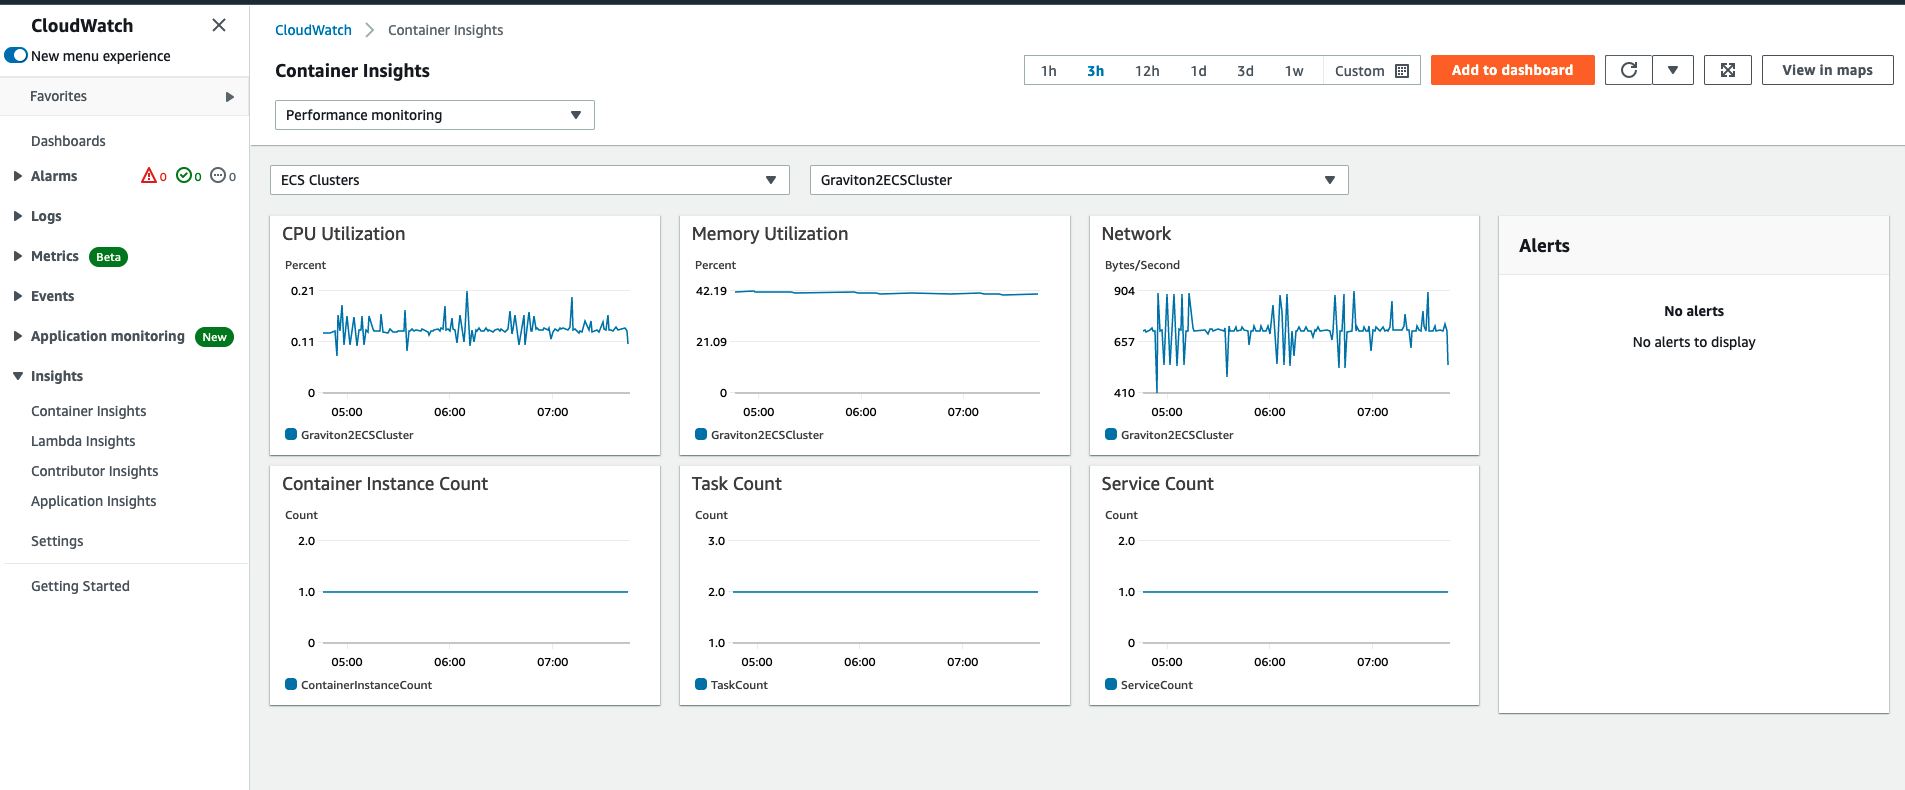 CloudWatch
New menu experience
Favorites
Dashboards
Alarms 0 0 0
Logs
Metrics Beta
Events
Application monitoring New
Insights
Container Insights
Lambda Insights
Contributor Insights
Application Insights
Settings
Getting Started
CloudWatch Container Insights
Container Insights
1h 3h 12h 1d 3d 1w Custom Add to dashboard View in maps
Performance monitoring
ECS Clusters Graviton2ECSCluster
CPU Utilization
Percent
0.21
0.11
0
05:00 06:00 07:00
Graviton2ECSCluster
Memory Utilization
Percent
42.19
21.09
0
05:00 06:00 07:00
Graviton2ECSCluster
Network
Bytes/Second
904
657
410
05:00 06:00 07:00
Graviton2ECSCluster
Alerts
No alerts
No alerts to display
Container Instance Count
Count
2.0
1.0
0
05:00 06:00 07:00
ContainerInstanceCount
Task Count
Count
3.0
2.0
1.0
05:00 06:00 07:00
TaskCount
Service Count
Count
2.0
1.0
0
05:00 06:00 07:00
ServiceCount